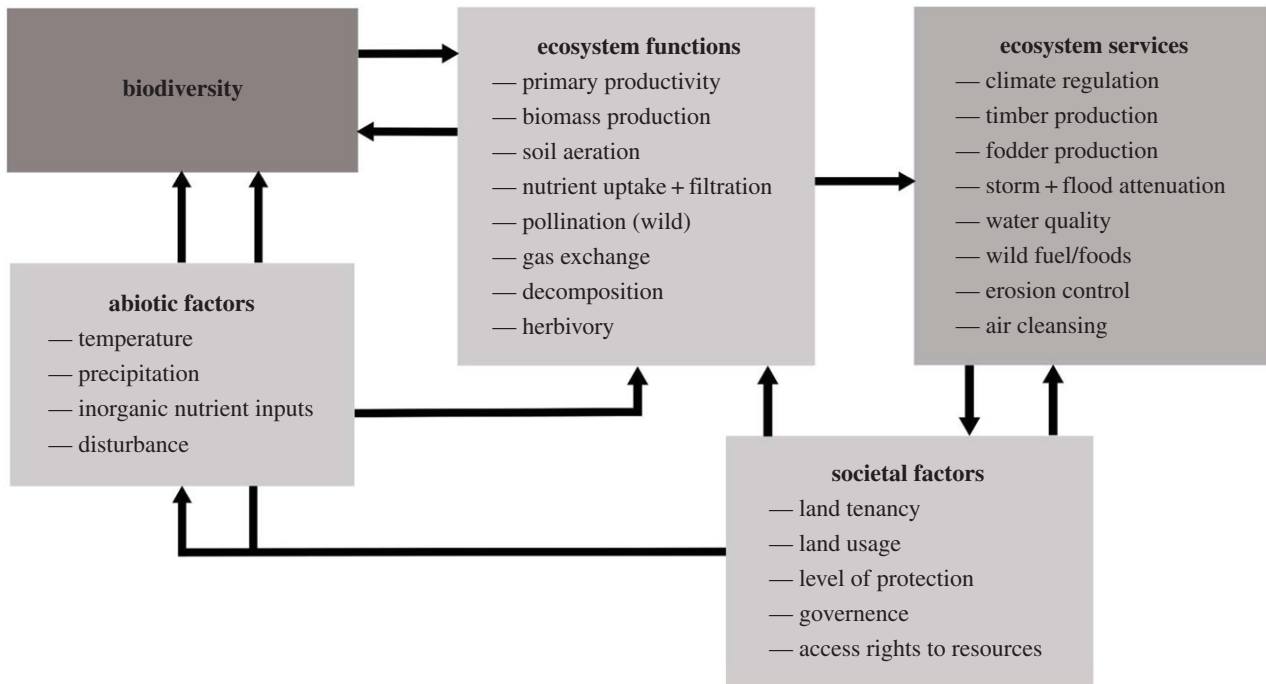 biodiversity
ecosystem functions
— primary productivity
— biomass production
— soil aeration
— nutrient uptake + filtration
— pollination (wild)
— gas exchange
— decomposition
— herbivory
ecosystem services
— climate regulation
— timber production
— fodder production
— storm + flood attenuation
— water quality
— wild fuel/foods
— erosion control
— air cleansing
abiotic factors
— temperature
— precipitation
— inorganic nutrient inputs
— disturbance
societal factors
— land tenancy
— land usage
— level of protection
— governence
— access rights to resources